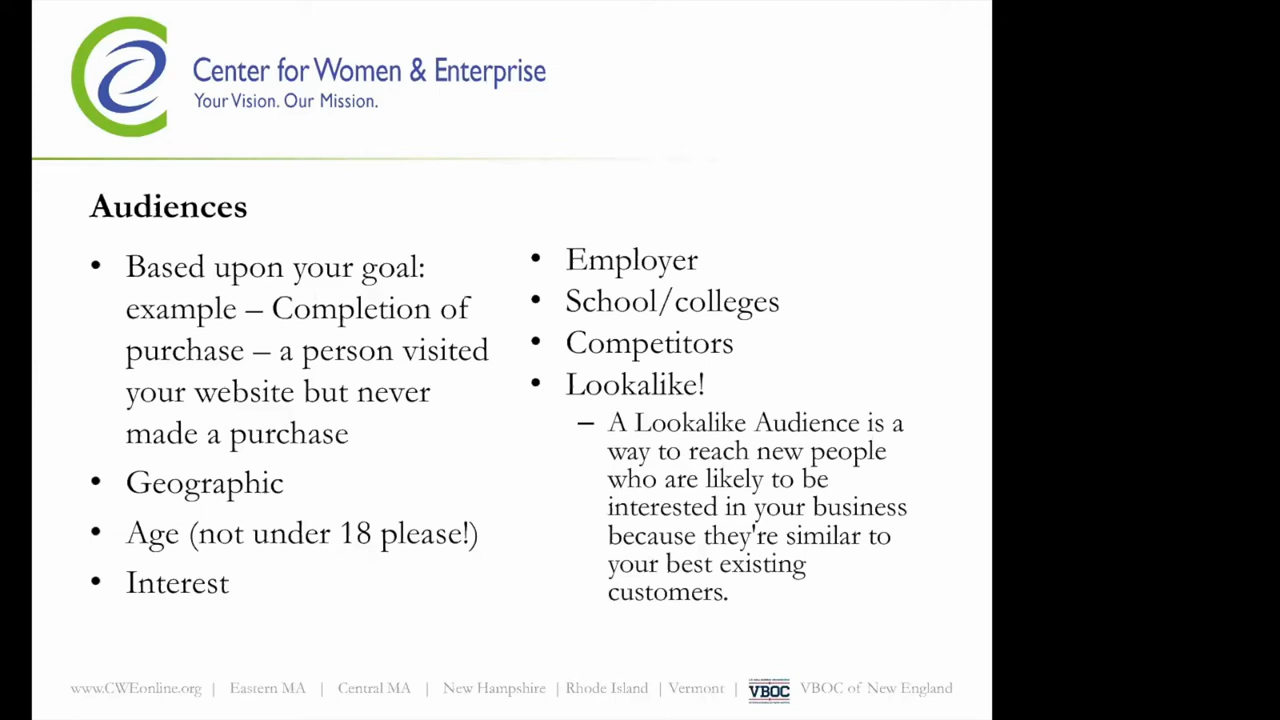 Center for Women & Enterprise
Your Vision. Our Mission.
Audiences
• Based upon your goal:
example – Completion of
purchase – a person visited
your website but never
made a purchase
• Geographic
• Age (not under 18 please!)
• Interest
• Employer
• School/colleges
• Competitors
• Lookalike!
– A Lookalike Audience is a
way to reach new people
who are likely to be
interested in your business
because they're similar to
your best existing
customers.
www.CWEonline.org | Eastern MA | Central MA | New Hampshire | Rhode Island | Vermont | VBOC VBOC of New England